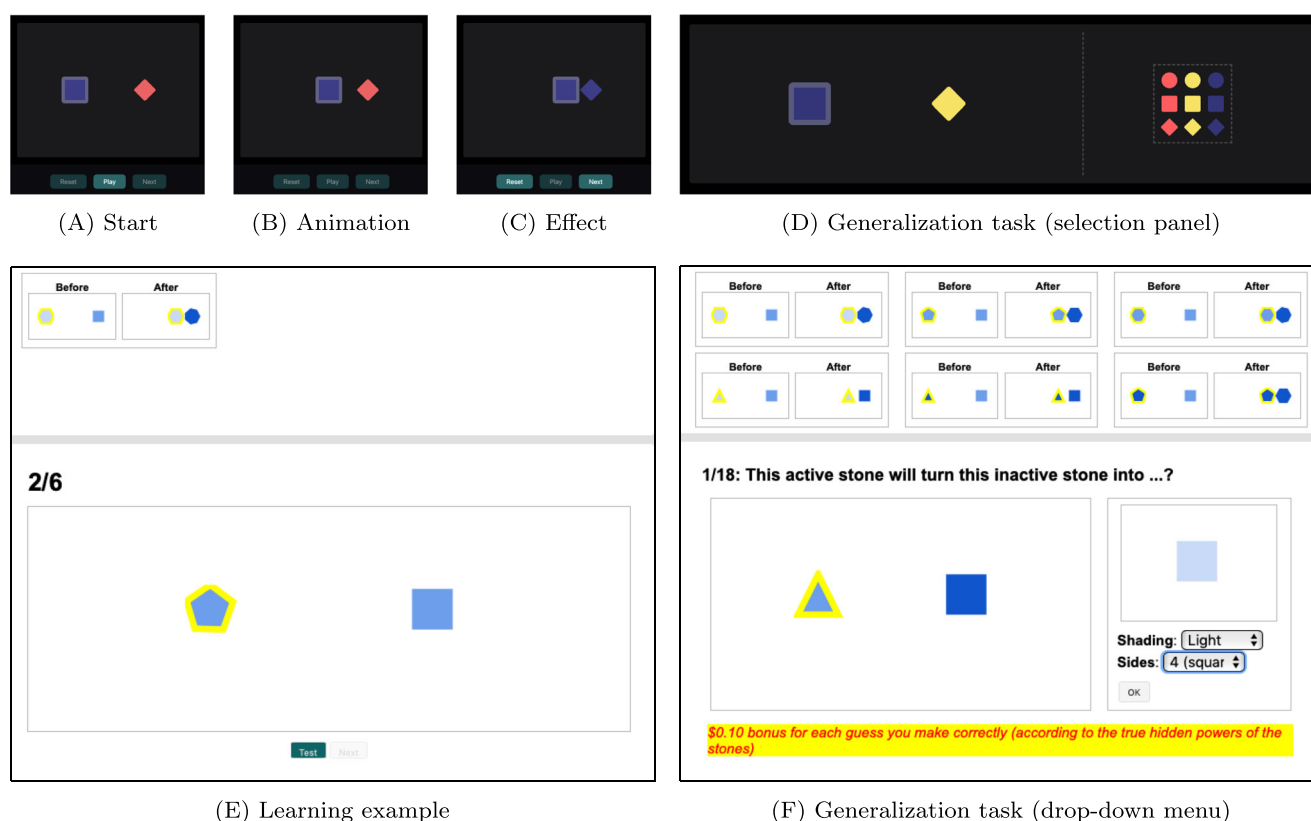 Reset Play Next
Reset Play Next
Reset Play Next
(A) Start
(B) Animation
(C) Effect
(D) Generalization task (selection panel)
Before After
2/6
Test Next
(E) Learning example
Before After Before After Before After
Before After Before After Before After
1/18: This active stone will turn this inactive stone into ...?
Shading: Light
Sides: 4 (squar
OK
$0.10 bonus for each guess you make correctly (according to the true hidden powers of the
stones)
(F) Generalization task (drop-down menu)